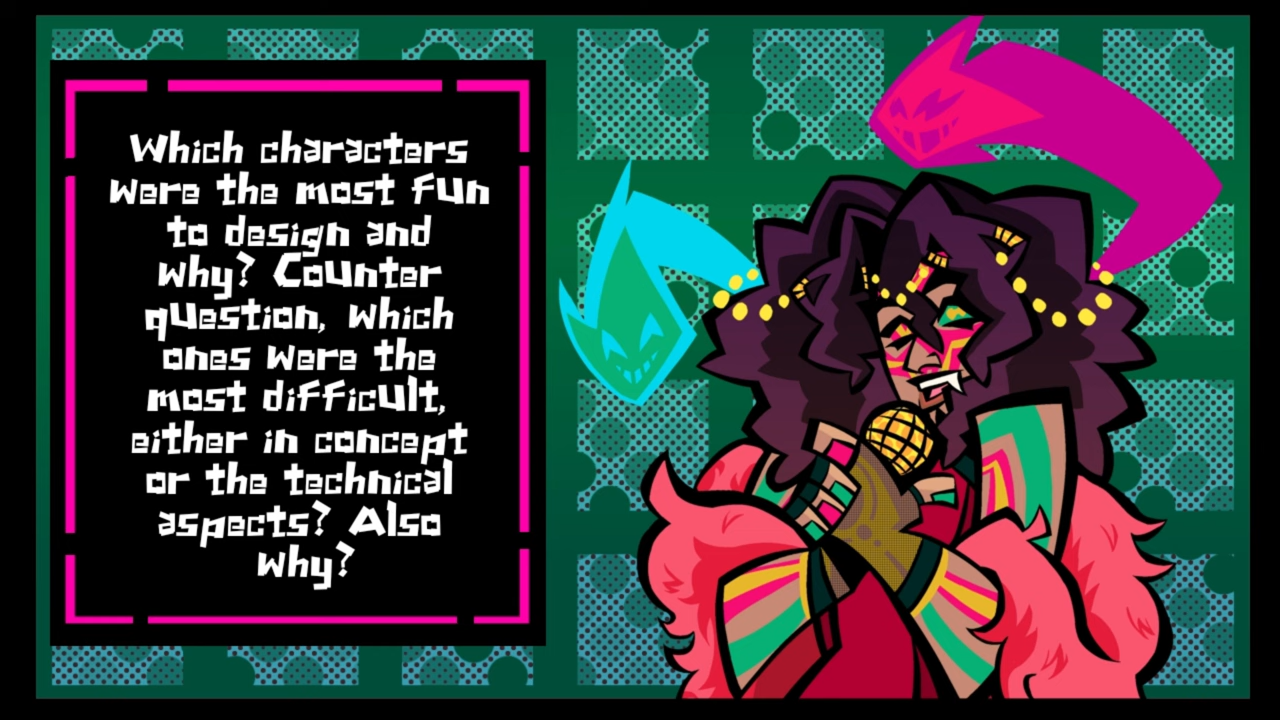 Which characters
were the most fun
to design and
why? Counter
question, which
ones were the
most difficult,
either in concept
or the technical
aspects? Also
why?